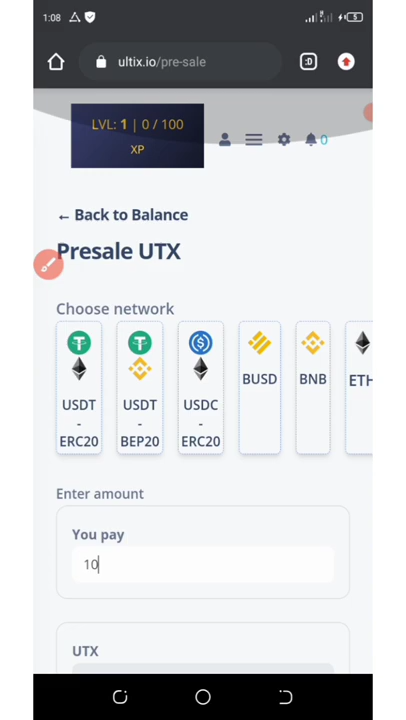 1:08
5
ultix.io/pre-sale
:D
LVL: 1 | 0 / 100
XP
0
← Back to Balance
Presale UTX
Choose network
USDT
-
ERC20
USDT
-
BEP20
USDC
-
ERC20
BUSD
BNB
ETH
Enter amount
You pay
10
UTX